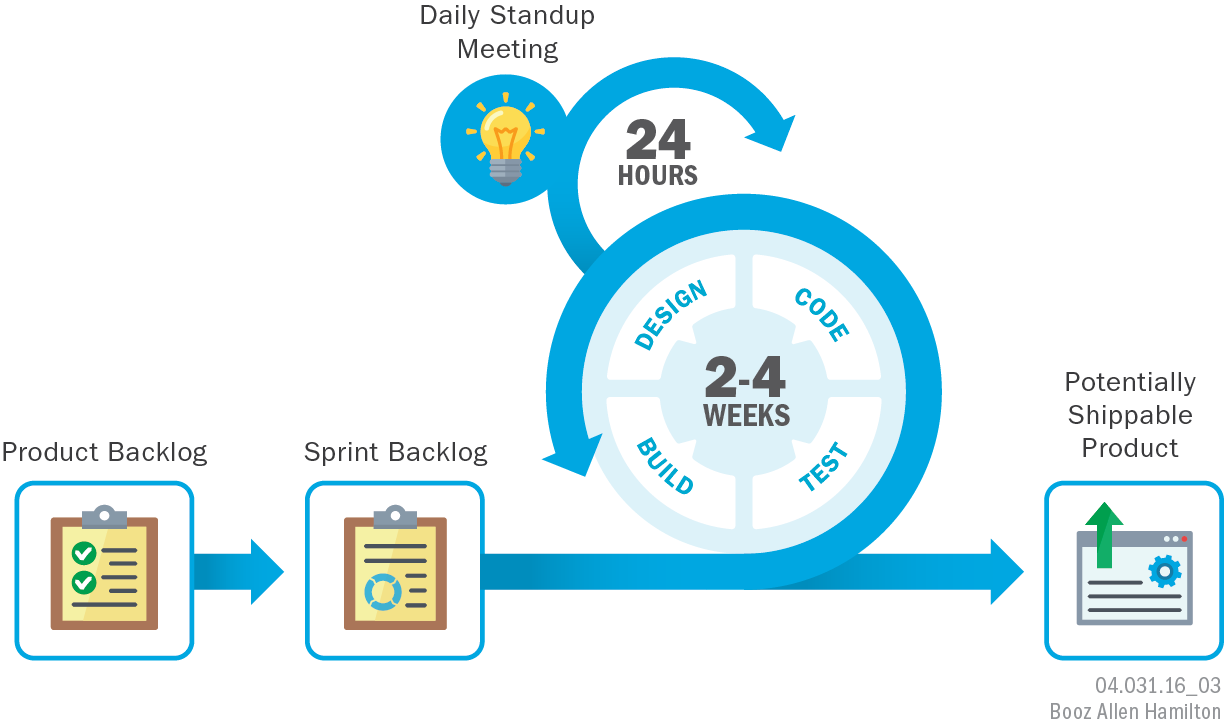 Daily Standup
Meeting
24
HOURS
DESIGN
CODE
2-4
WEEKS
BUILD
TEST
Product Backlog
Sprint Backlog
Potentially
Shippable
Product
04.031.16_03
Booz Allen Hamilton